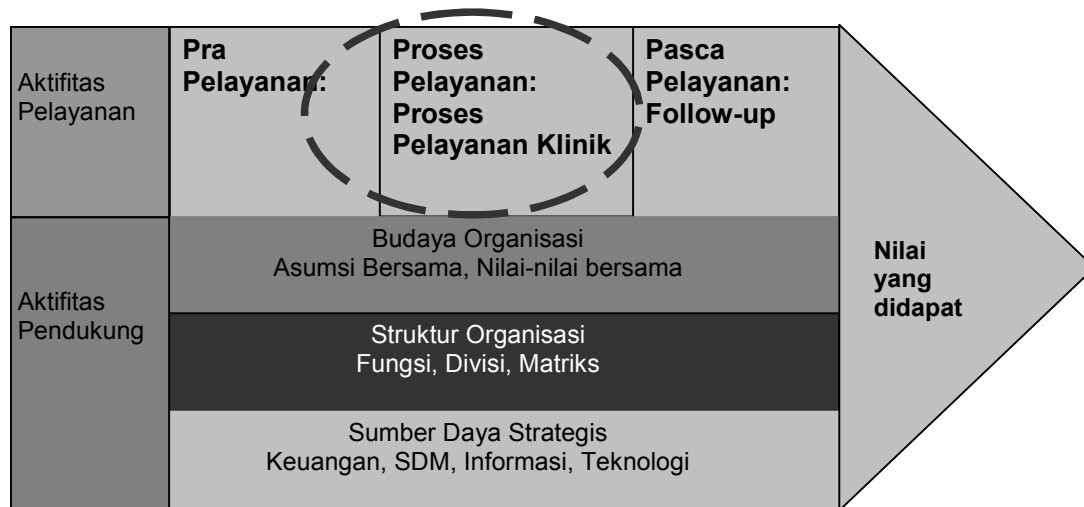 Aktifitas
Pelayanan
Pra
Pelayanan:
Proses
Pelayanan:
Proses
Pelayanan Klinik
Pasca
Pelayanan:
Follow-up
Aktifitas
Pendukung
Budaya Organisasi
Asumsi Bersama, Nilai-nilai bersama
Struktur Organisasi
Fungsi, Divisi, Matriks
Sumber Daya Strategis
Keuangan, SDM, Informasi, Teknologi
Nilai
yang
didapat